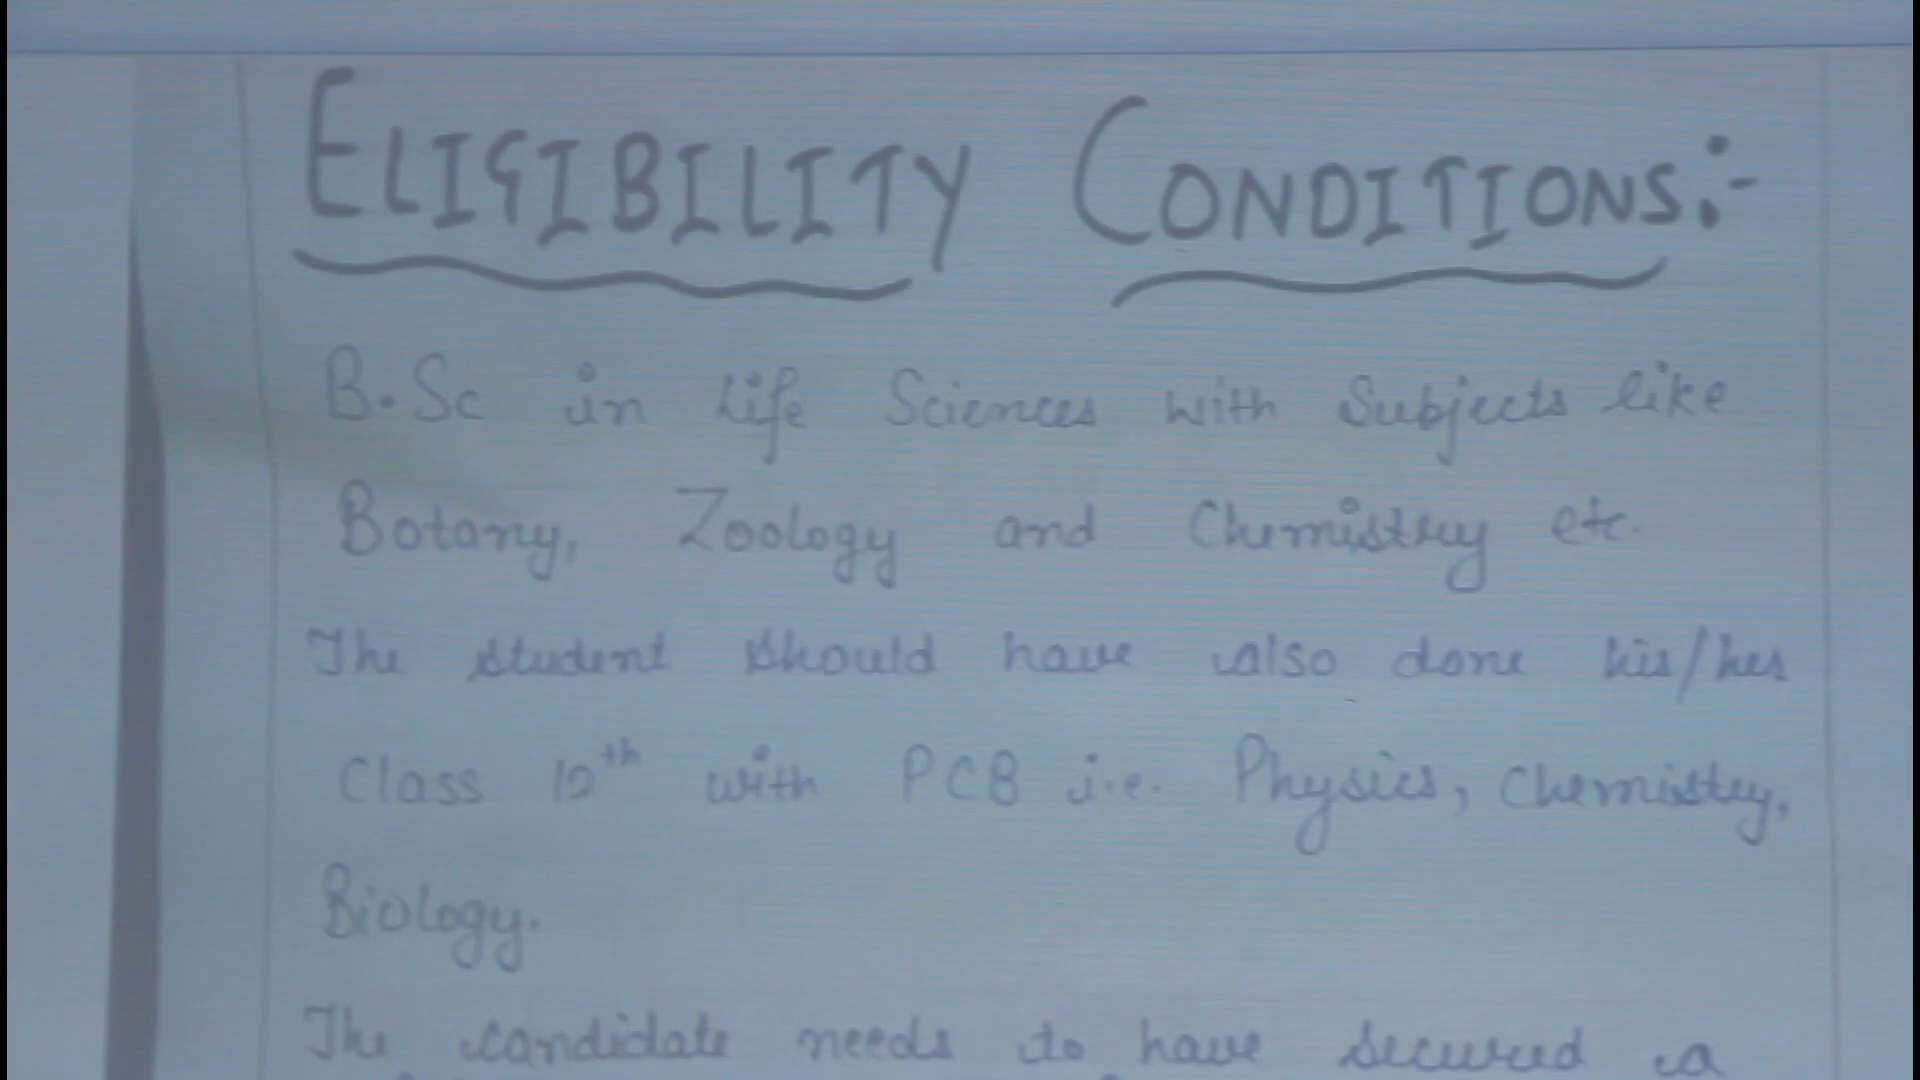 ELIGIBILITY CONDITIONS:-
B.Sc in Life Sciences with Subjects like
Botany, Zoology and Chemistry etc.
The student should have also done his/her
Class 12th with PCB i.e. Physics, Chemistry,
Biology.
The candidate needs to have secured a